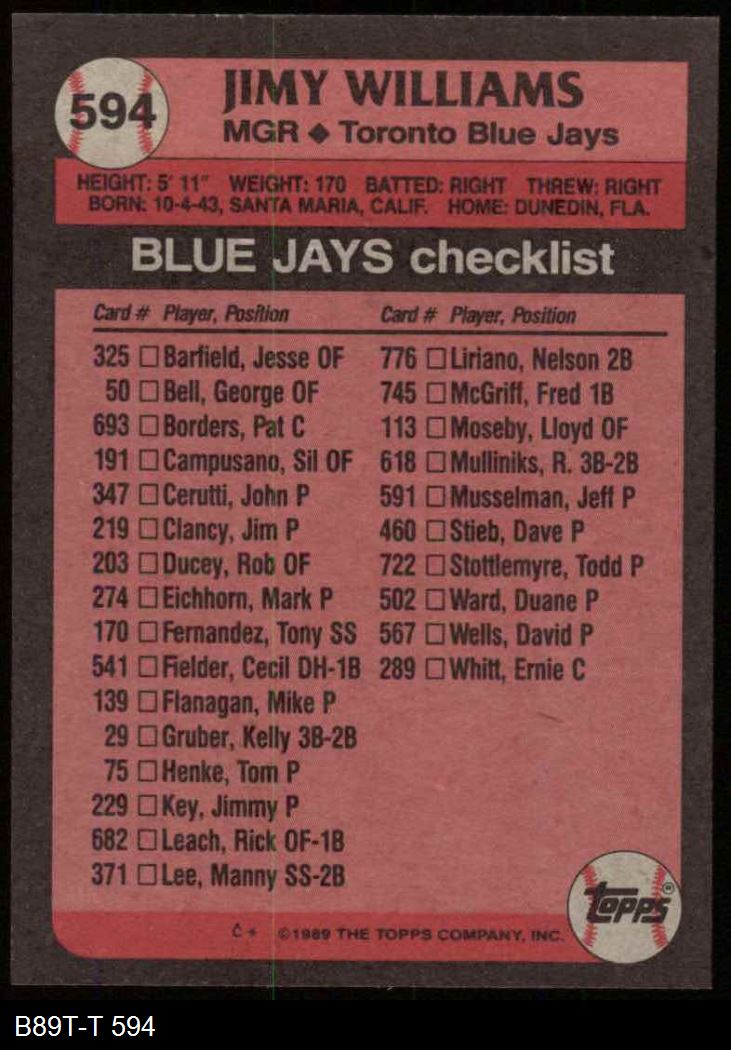 594
JIMY WILLIAMS
MGR ◆ Toronto Blue Jays
HEIGHT: 5' 11" WEIGHT: 170 BATTED: RIGHT THREW: RIGHT
BORN: 10-4-43, SANTA MARIA, CALIF. HOME: DUNEDIN, FLA.
BLUE JAYS checklist
Card # Player, Position
325 □ Barfield, Jesse OF
50 □ Bell, George OF
693 □ Borders, Pat C
191 □ Campusano, Sil OF
347 □ Cerutti, John P
219 □ Clancy, Jim P
203 □ Ducey, Rob OF
274 □ Eichhorn, Mark P
170 □ Fernandez, Tony SS
541 □ Fielder, Cecil DH-1B
139 □ Flanagan, Mike P
29 □ Gruber, Kelly 3B-2B
75 □ Henke, Tom P
229 □ Key, Jimmy P
682 □ Leach, Rick OF-1B
371 □ Lee, Manny SS-2B
Card # Player, Position
776 □ Liriano, Nelson 2B
745 □ McGriff, Fred 1B
113 □ Moseby, Lloyd OF
618 □ Mulliniks, R. 3B-2B
591 □ Musselman, Jeff P
460 □ Stieb, Dave P
722 □ Stottlemyre, Todd P
502 □ Ward, Duane P
567 □ Wells, David P
289 □ Whitt, Ernie C
topps®
C* ©1989 THE TOPPS COMPANY, INC.
B89T-T 594